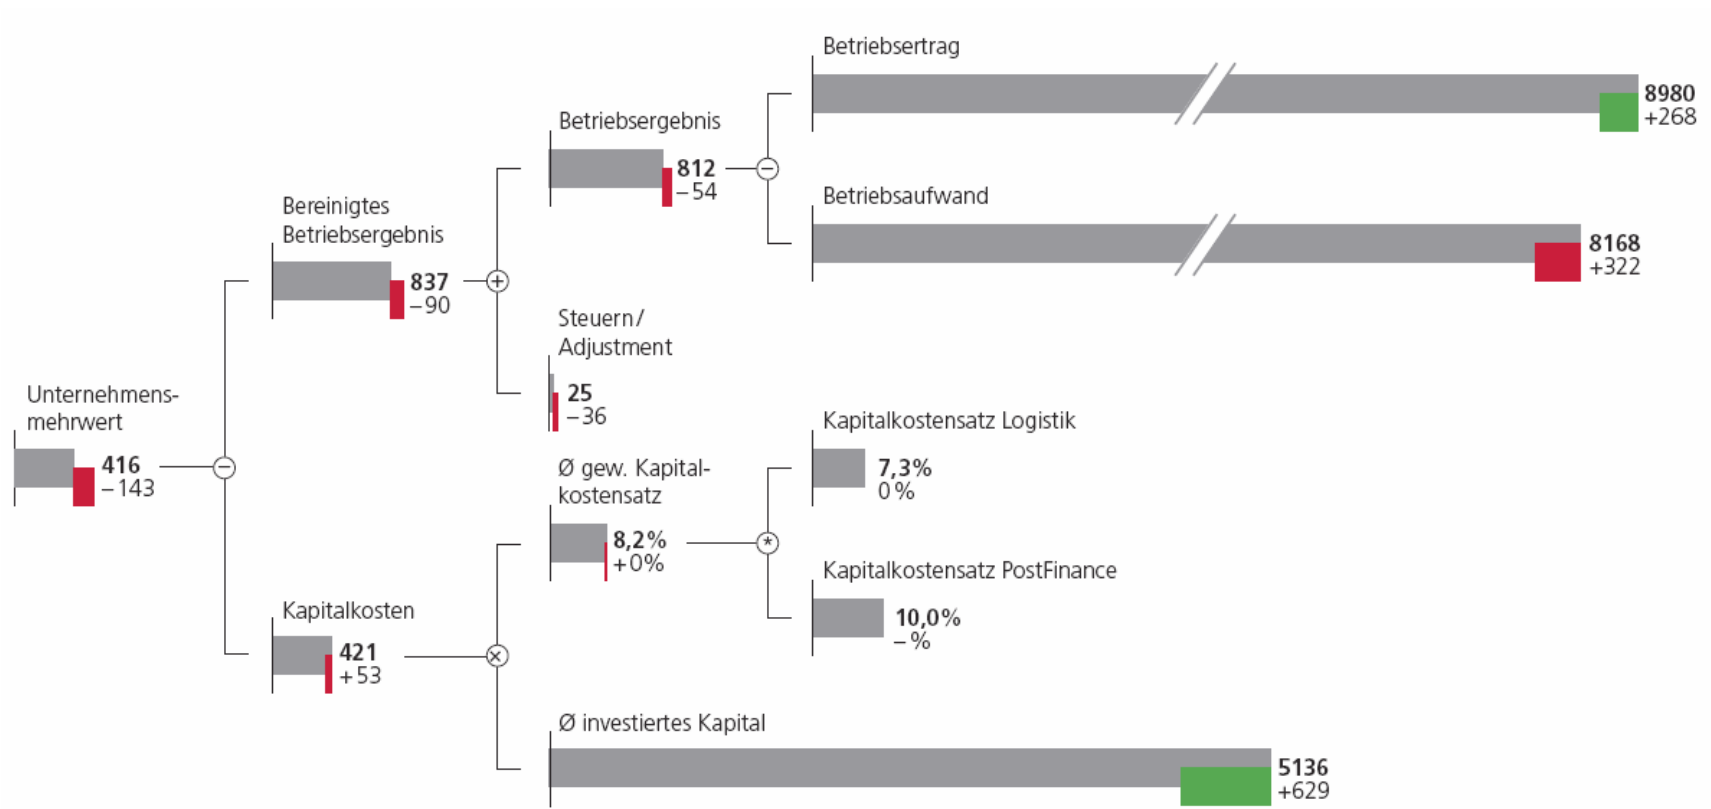 Betriebsertrag
8980
+268
Betriebsergebnis
812
–54
−
Betriebsaufwand
8168
+322
Bereinigtes
Betriebsergebnis
837
–90
+
Steuern/
Adjustment
25
–36
Unternehmens-
mehrwert
416
–143
−
Ø gew. Kapital-
kostensatz
8,2%
+0%
*
Kapitalkostensatz Logistik
7,3%
0%
Kapitalkostensatz PostFinance
10,0%
–%
Kapitalkosten
421
+53
×
Ø investiertes Kapital
5136
+629